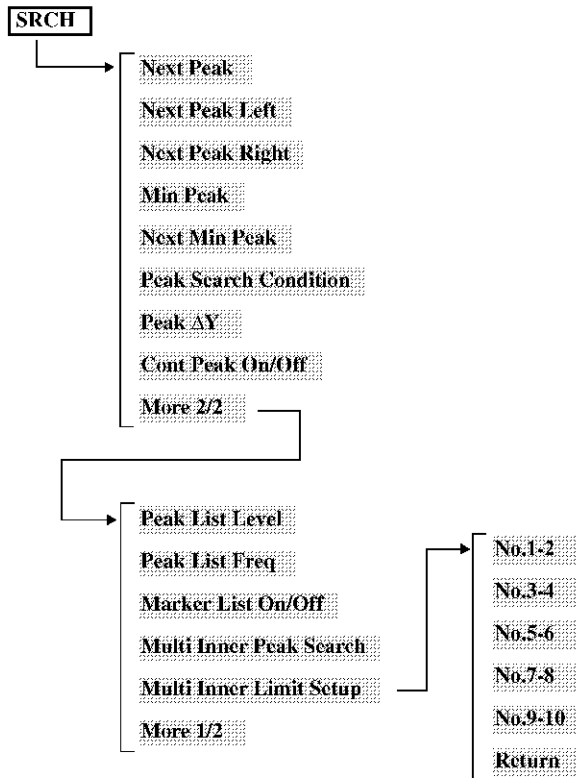 SRCH
Next Peak
Next Peak Left
Next Peak Right
Min Peak
Next Min Peak
Peak Search Condition
Peak ΔY
Cont Peak On/Off
More 2/2
Peak List Level
Peak List Freq
Marker List On/Off
Multi Inner Peak Search
Multi Inner Limit Setup
More 1/2
No.1-2
No.3-4
No.5-6
No.7-8
No.9-10
Return